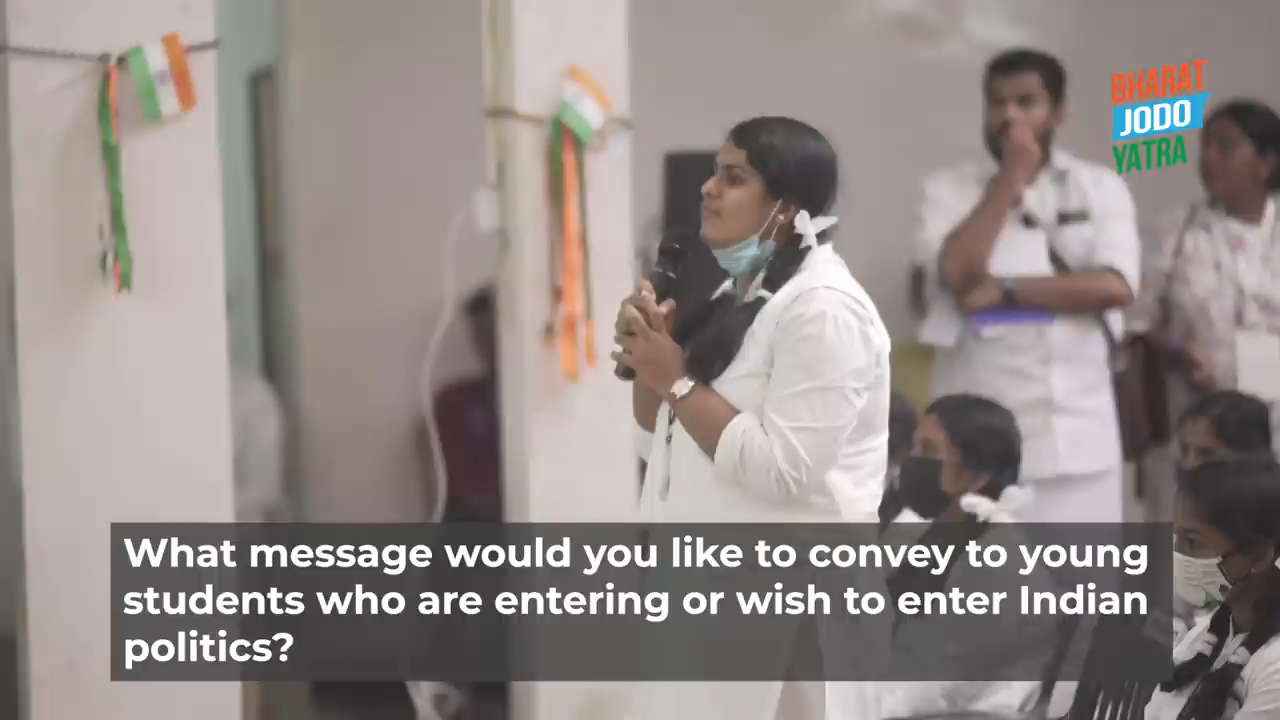 BHARAT
JODO
YATRA
What message would you like to convey to young
students who are entering or wish to enter Indian
politics?